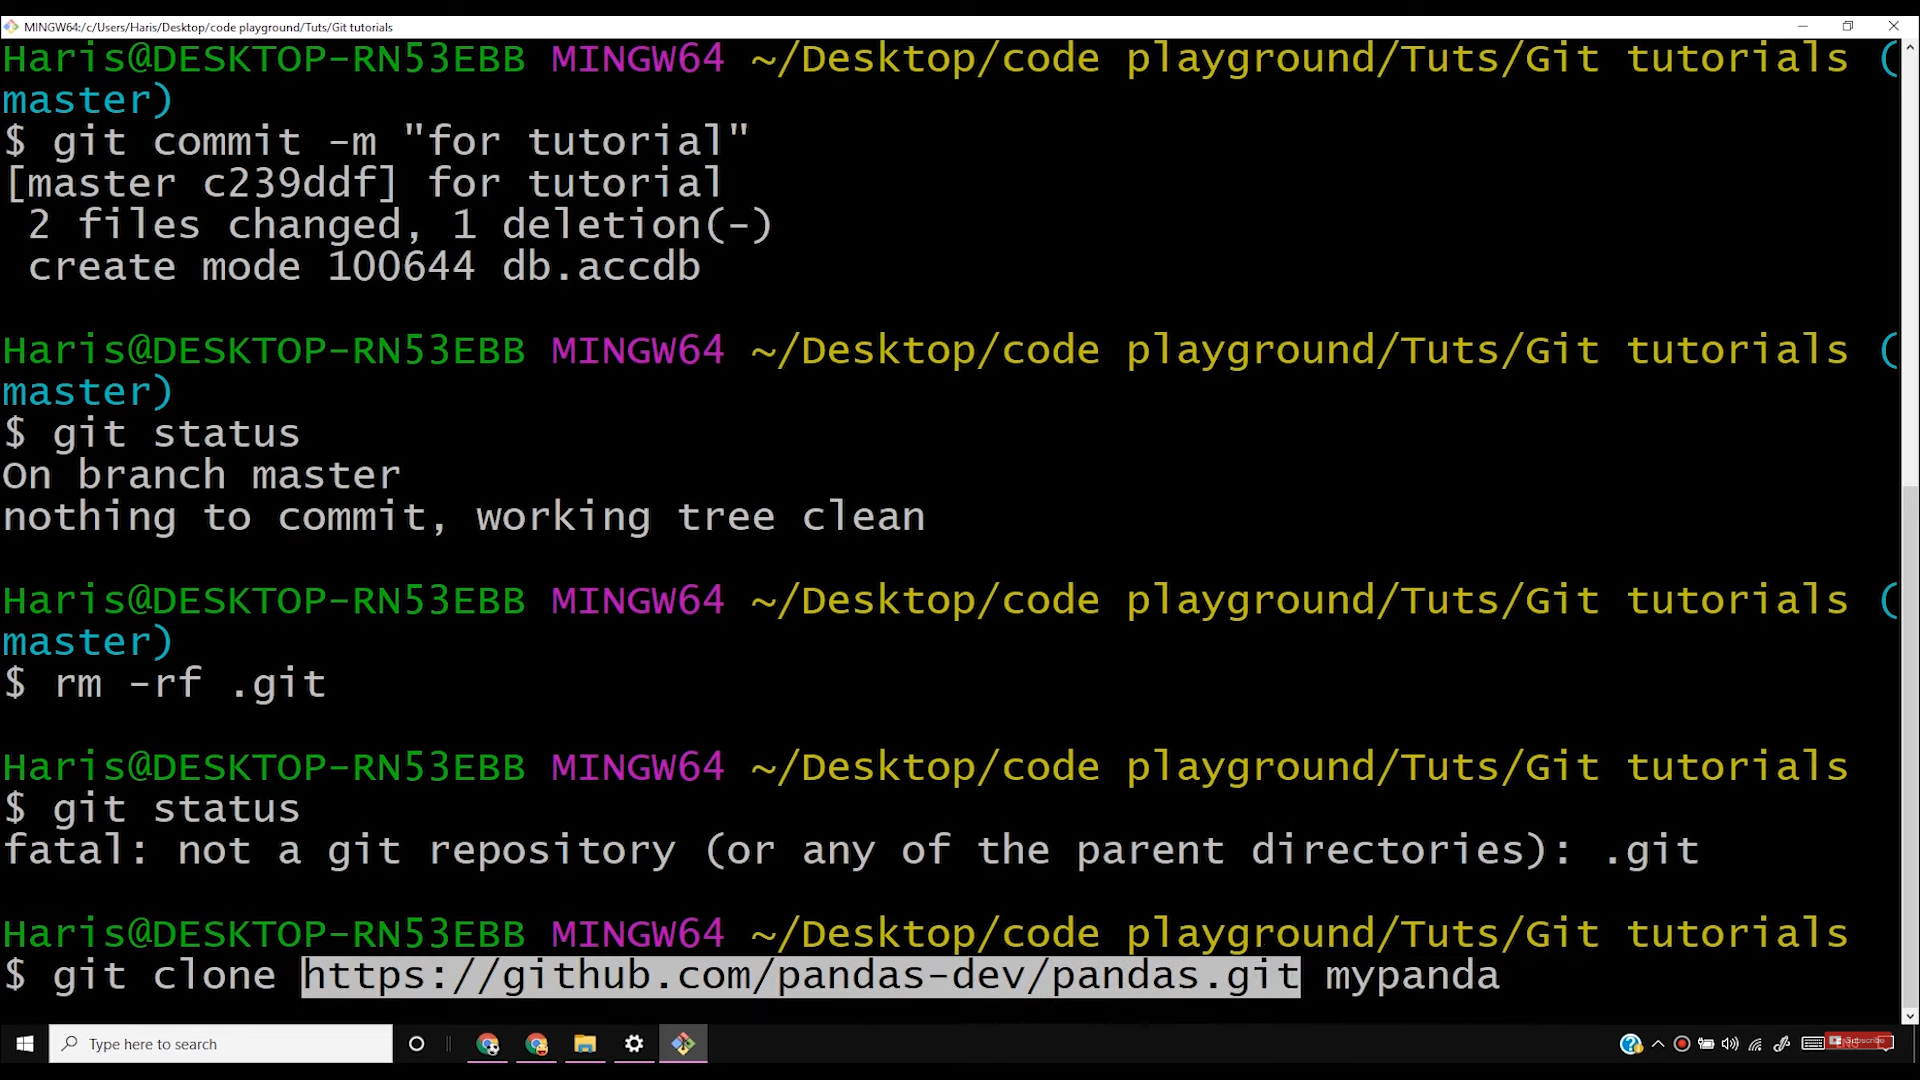 MINGW64:/c/Users/Haris/Desktop/code playground/Tuts/Git tutorials
Haris@DESKTOP-RN53EBB MINGW64 ~/Desktop/code playground/Tuts/Git tutorials (
master)
$ git commit -m "for tutorial"
[master c239ddf] for tutorial
 2 files changed, 1 deletion(-)
 create mode 100644 db.accdb
Haris@DESKTOP-RN53EBB MINGW64 ~/Desktop/code playground/Tuts/Git tutorials (
master)
$ git status
On branch master
nothing to commit, working tree clean
Haris@DESKTOP-RN53EBB MINGW64 ~/Desktop/code playground/Tuts/Git tutorials (
master)
$ rm -rf .git
Haris@DESKTOP-RN53EBB MINGW64 ~/Desktop/code playground/Tuts/Git tutorials
$ git status
fatal: not a git repository (or any of the parent directories): .git
Haris@DESKTOP-RN53EBB MINGW64 ~/Desktop/code playground/Tuts/Git tutorials
$ git clone https://github.com/pandas-dev/pandas.git mypanda
Type here to search
Subscribe